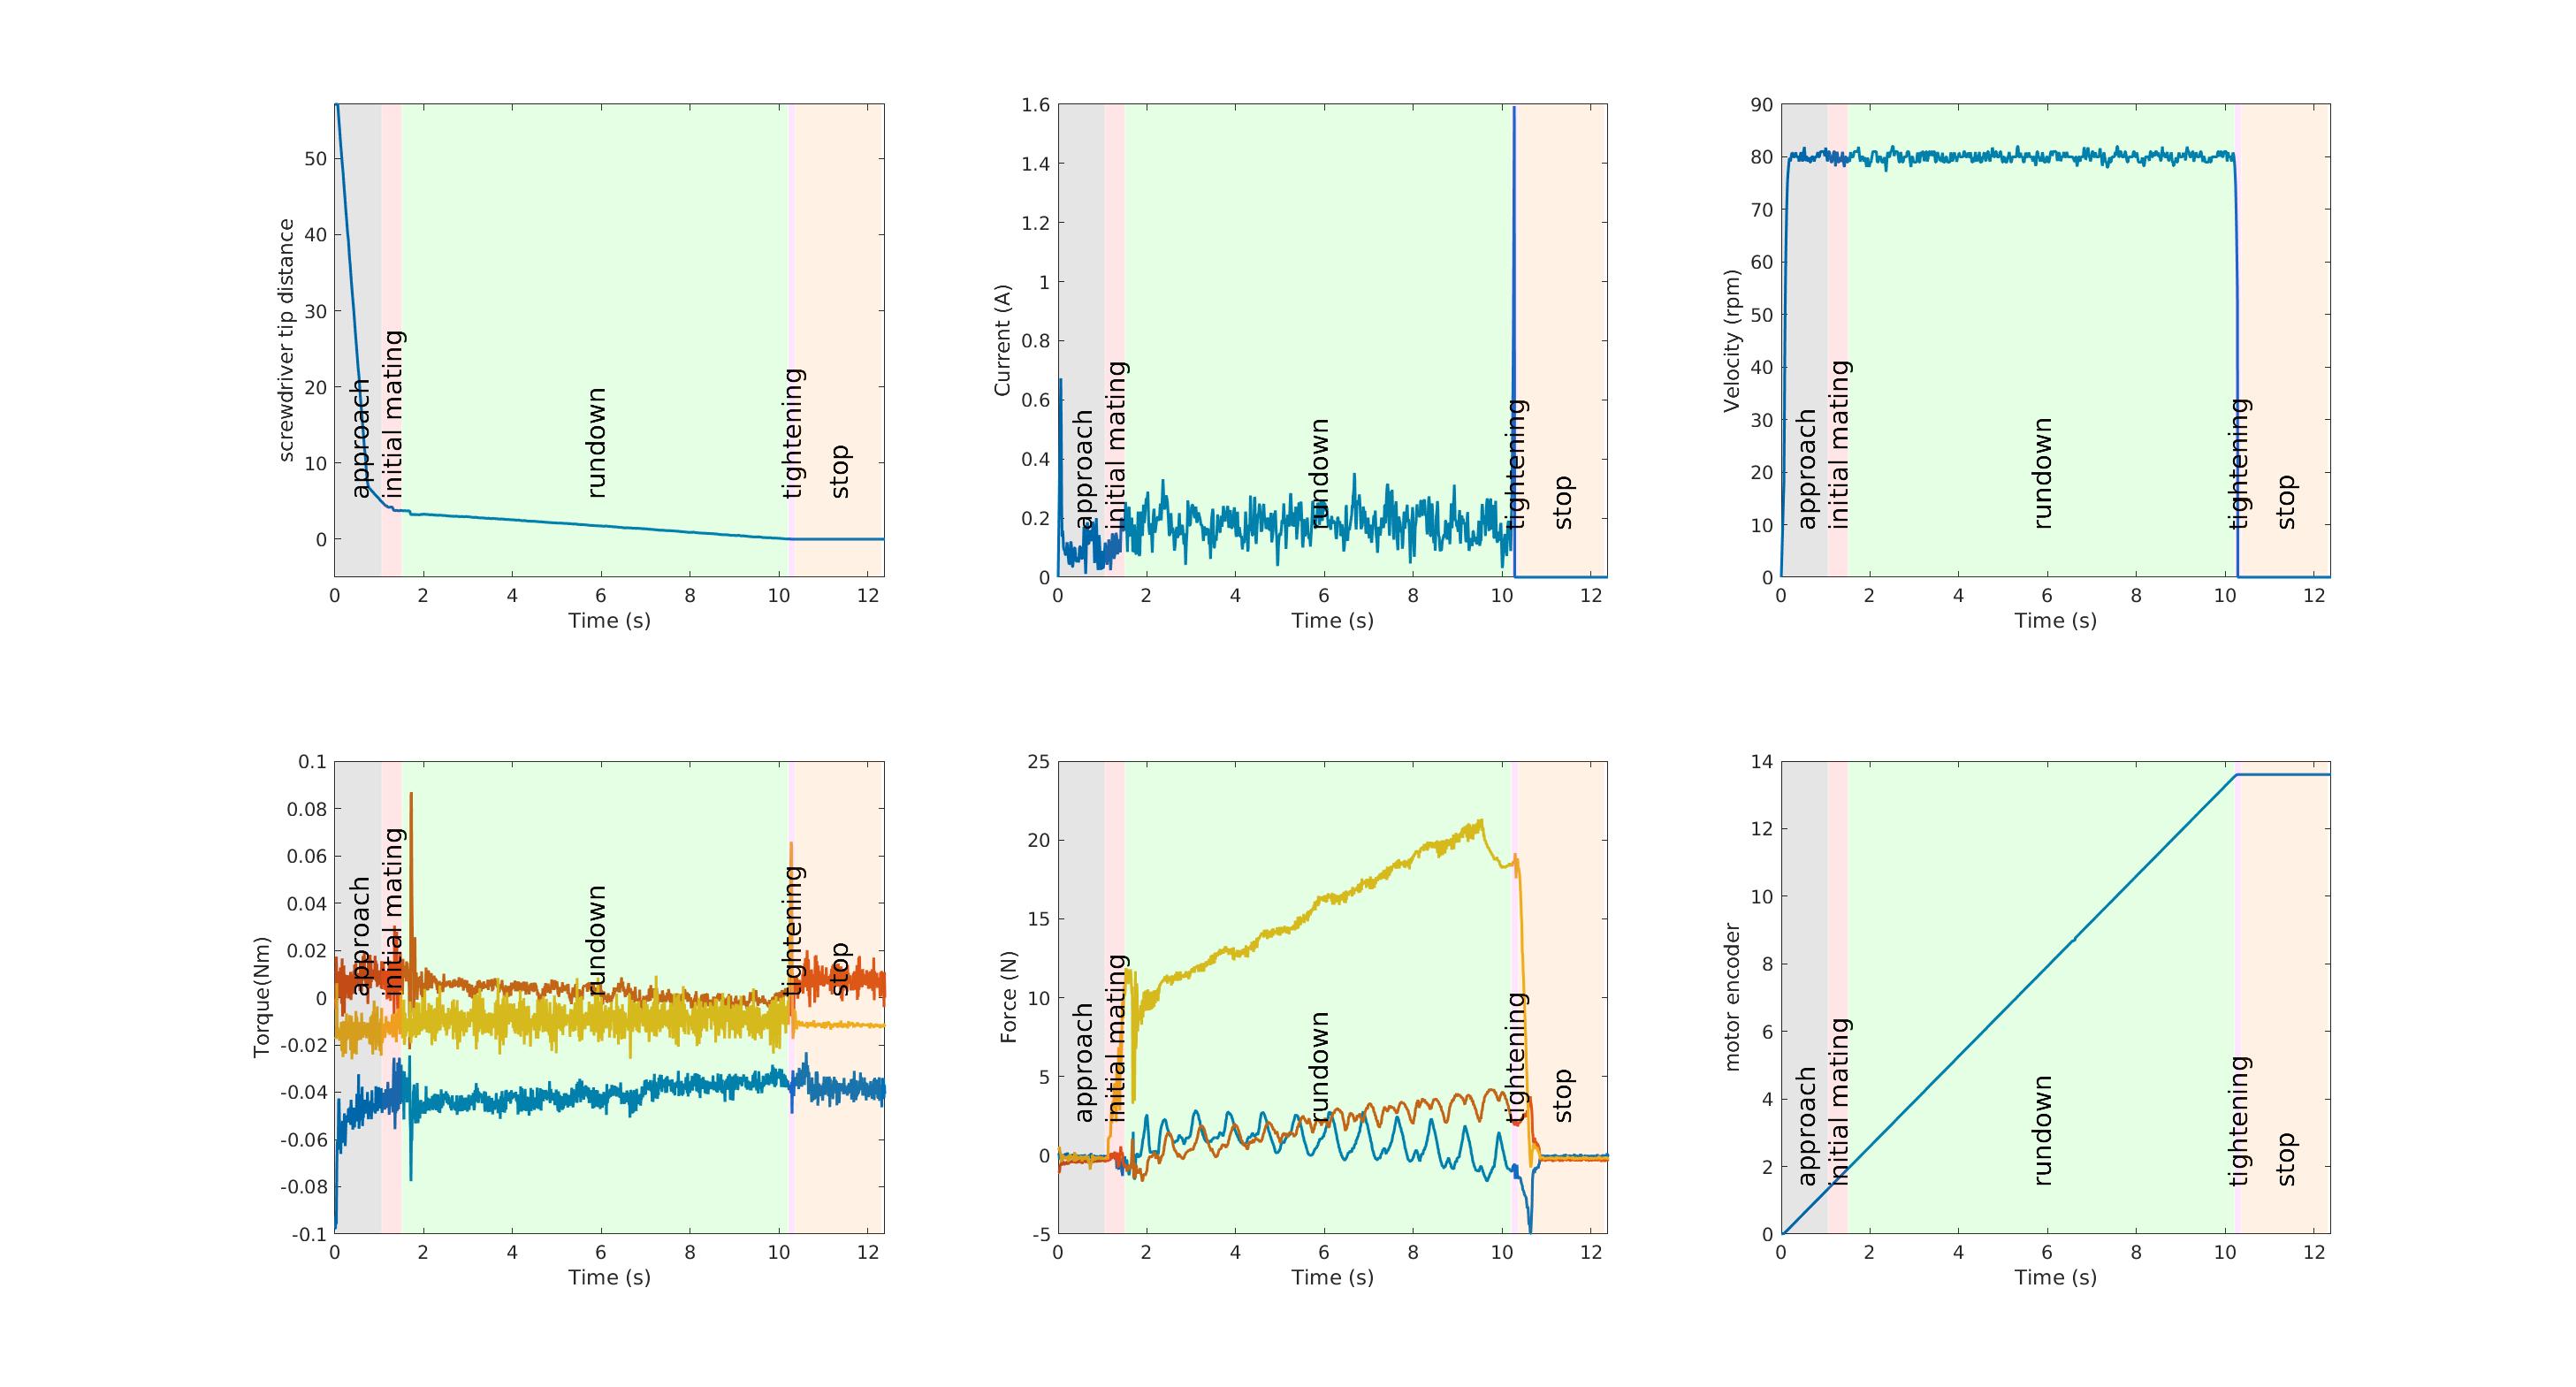 screwdriver tip distance
50
40
30
20
10
0
approach
initial mating
rundown
tightening
stop
0 2 4 6 8 10 12
Time (s)
Current (A)
1.6
1.4
1.2
1
0.8
0.6
0.4
0.2
0
approach
initial mating
rundown
tightening
stop
0 2 4 6 8 10 12
Time (s)
Velocity (rpm)
90
80
70
60
50
40
30
20
10
0
approach
initial mating
rundown
tightening
stop
0 2 4 6 8 10 12
Time (s)
Torque(Nm)
0.1
0.08
0.06
0.04
0.02
0
-0.02
-0.04
-0.06
-0.08
-0.1
approach
initial mating
rundown
tightening
stop
0 2 4 6 8 10 12
Time (s)
Force (N)
25
20
15
10
5
0
-5
approach
initial mating
rundown
tightening
stop
0 2 4 6 8 10 12
Time (s)
motor encoder
14
12
10
8
6
4
2
0
approach
initial mating
rundown
tightening
stop
0 2 4 6 8 10 12
Time (s)